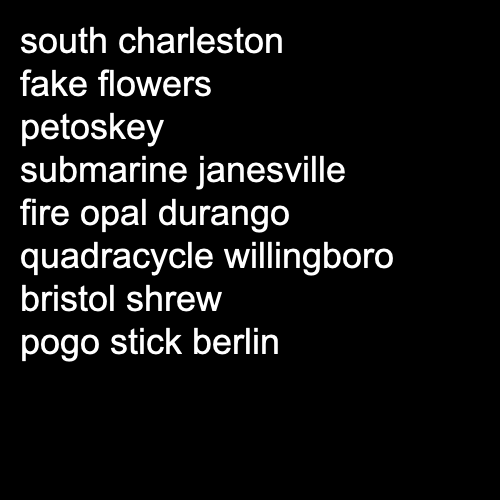 south charleston
fake flowers
petoskey
submarine janesville
fire opal durango
quadracycle willingboro
bristol shrew
pogo stick berlin